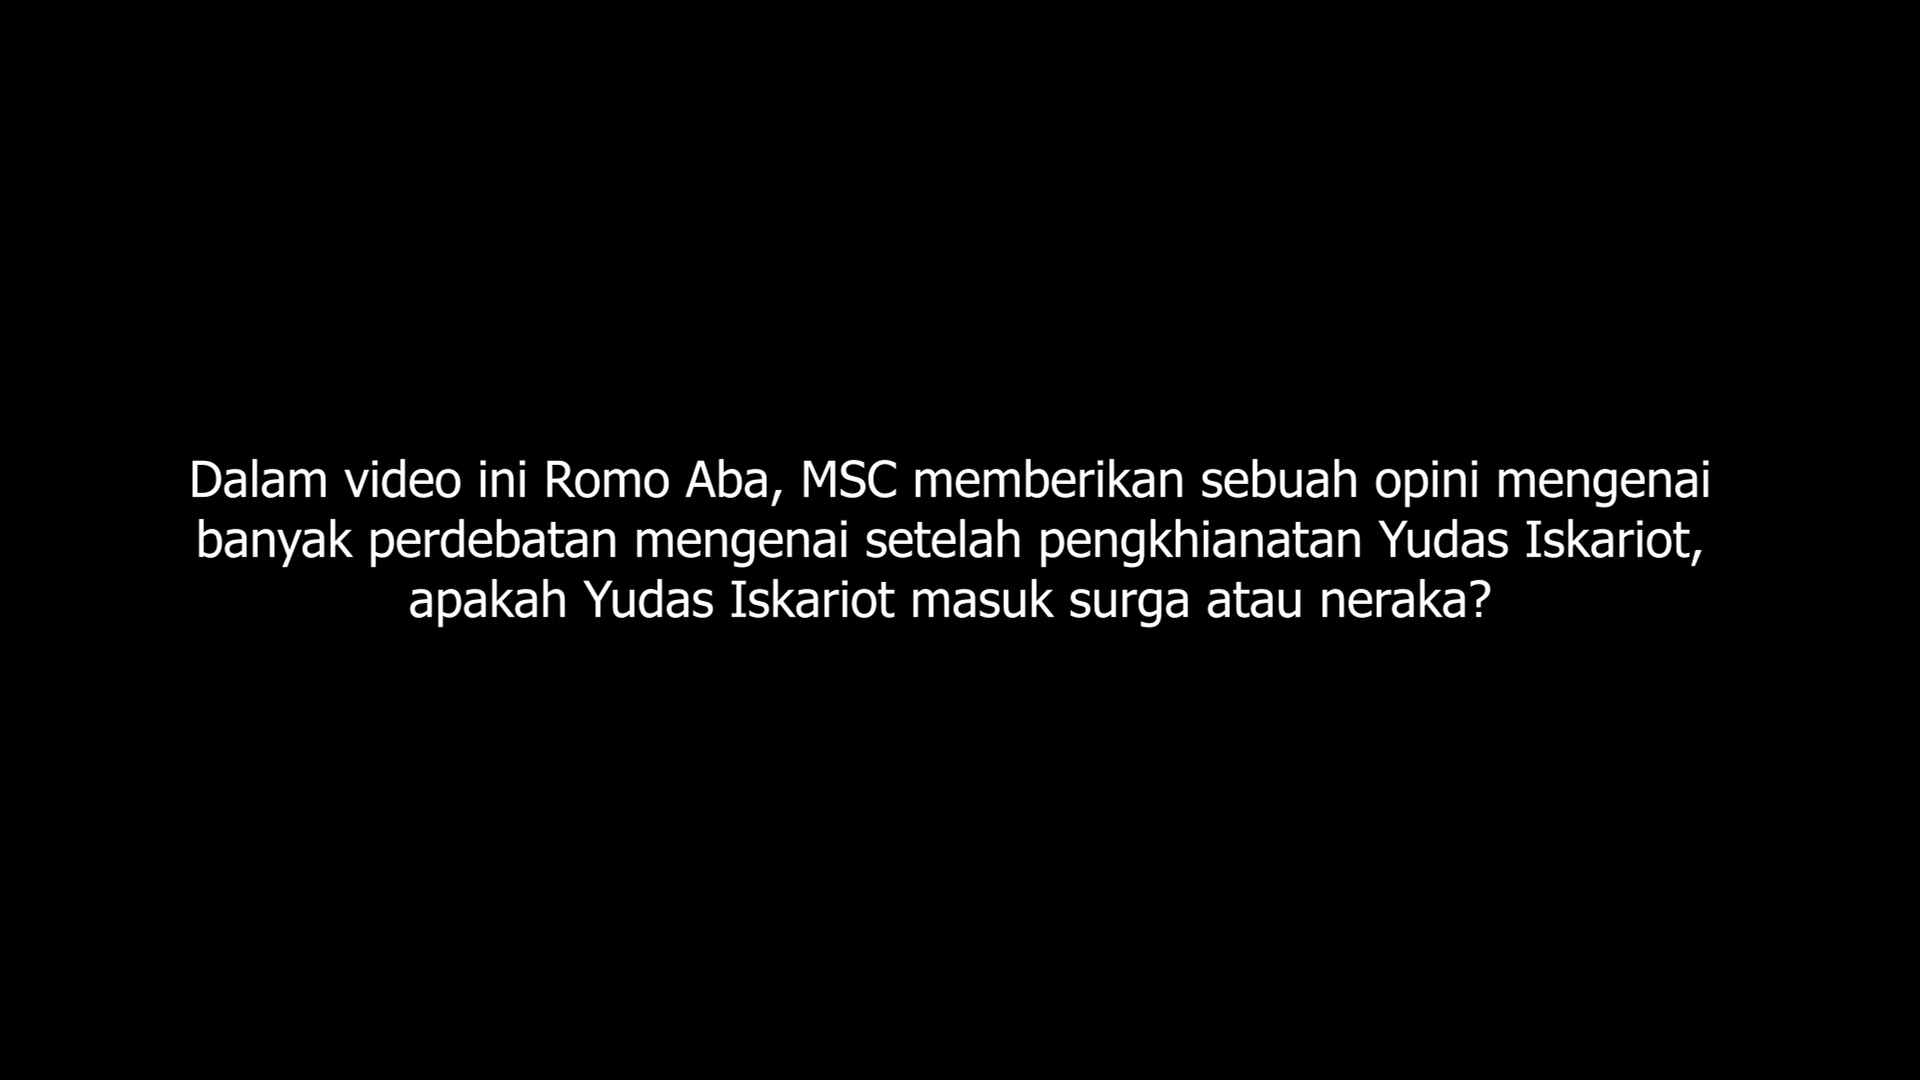 Dalam video ini Romo Aba, MSC memberikan sebuah opini mengenai
banyak perdebatan mengenai setelah pengkhianatan Yudas Iskariot,
apakah Yudas Iskariot masuk surga atau neraka?